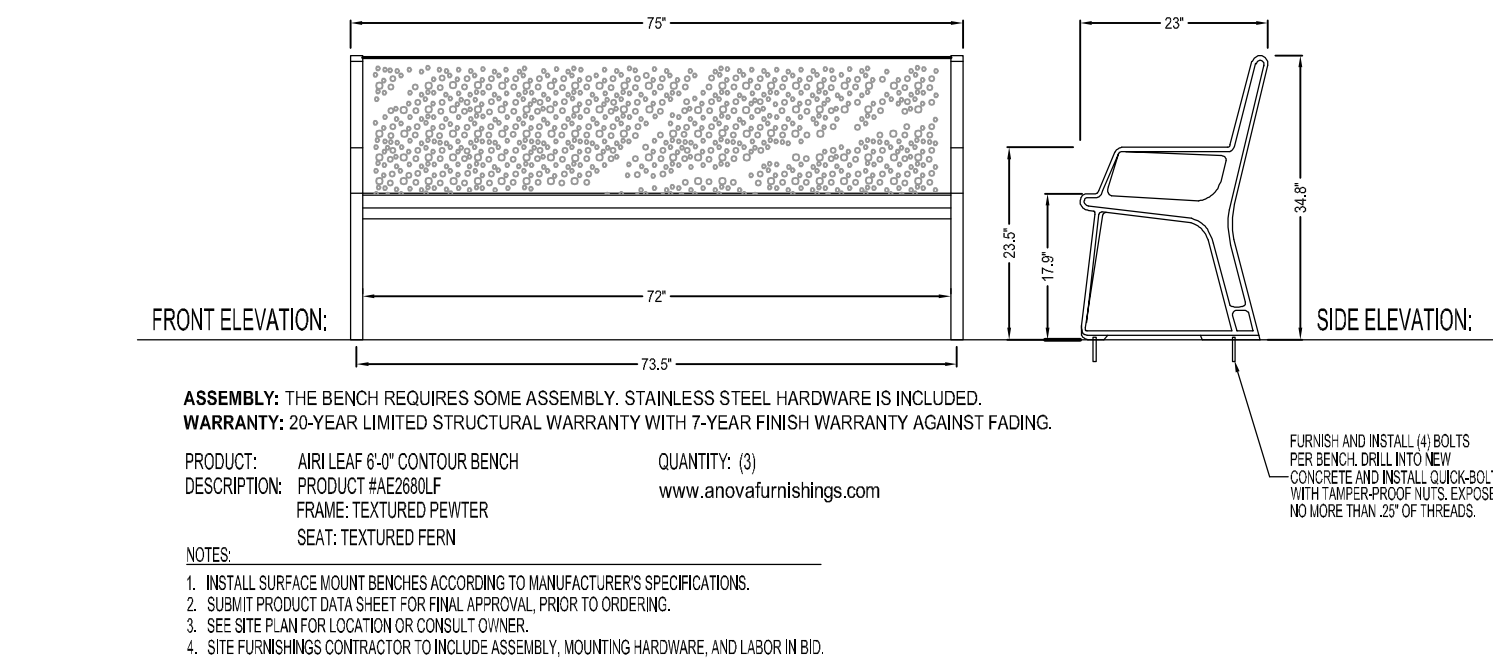 75"
23"
34.8"
23.5"
17.9"
72"
FRONT ELEVATION:
SIDE ELEVATION:
73.5"
ASSEMBLY: THE BENCH REQUIRES SOME ASSEMBLY. STAINLESS STEEL HARDWARE IS INCLUDED.
WARRANTY: 20-YEAR LIMITED STRUCTURAL WARRANTY WITH 7-YEAR FINISH WARRANTY AGAINST FADING.
PRODUCT: AIRI LEAF 6'-0" CONTOUR BENCH
DESCRIPTION: PRODUCT #AE2680LF
FRAME: TEXTURED PEWTER
SEAT: TEXTURED FERN
QUANTITY: (3)
www.anovafurnishings.com
FURNISH AND INSTALL (4) BOLTS
PER BENCH. DRILL INTO NEW
CONCRETE AND INSTALL QUICK-BOLT
WITH TAMPER-PROOF NUTS. EXPOSE
NO MORE THAN .25" OF THREADS.
NOTES:
1. INSTALL SURFACE MOUNT BENCHES ACCORDING TO MANUFACTURER'S SPECIFICATIONS.
2. SUBMIT PRODUCT DATA SHEET FOR FINAL APPROVAL, PRIOR TO ORDERING.
3. SEE SITE PLAN FOR LOCATION OR CONSULT OWNER.
4. SITE FURNISHINGS CONTRACTOR TO INCLUDE ASSEMBLY, MOUNTING HARDWARE, AND LABOR IN BID.